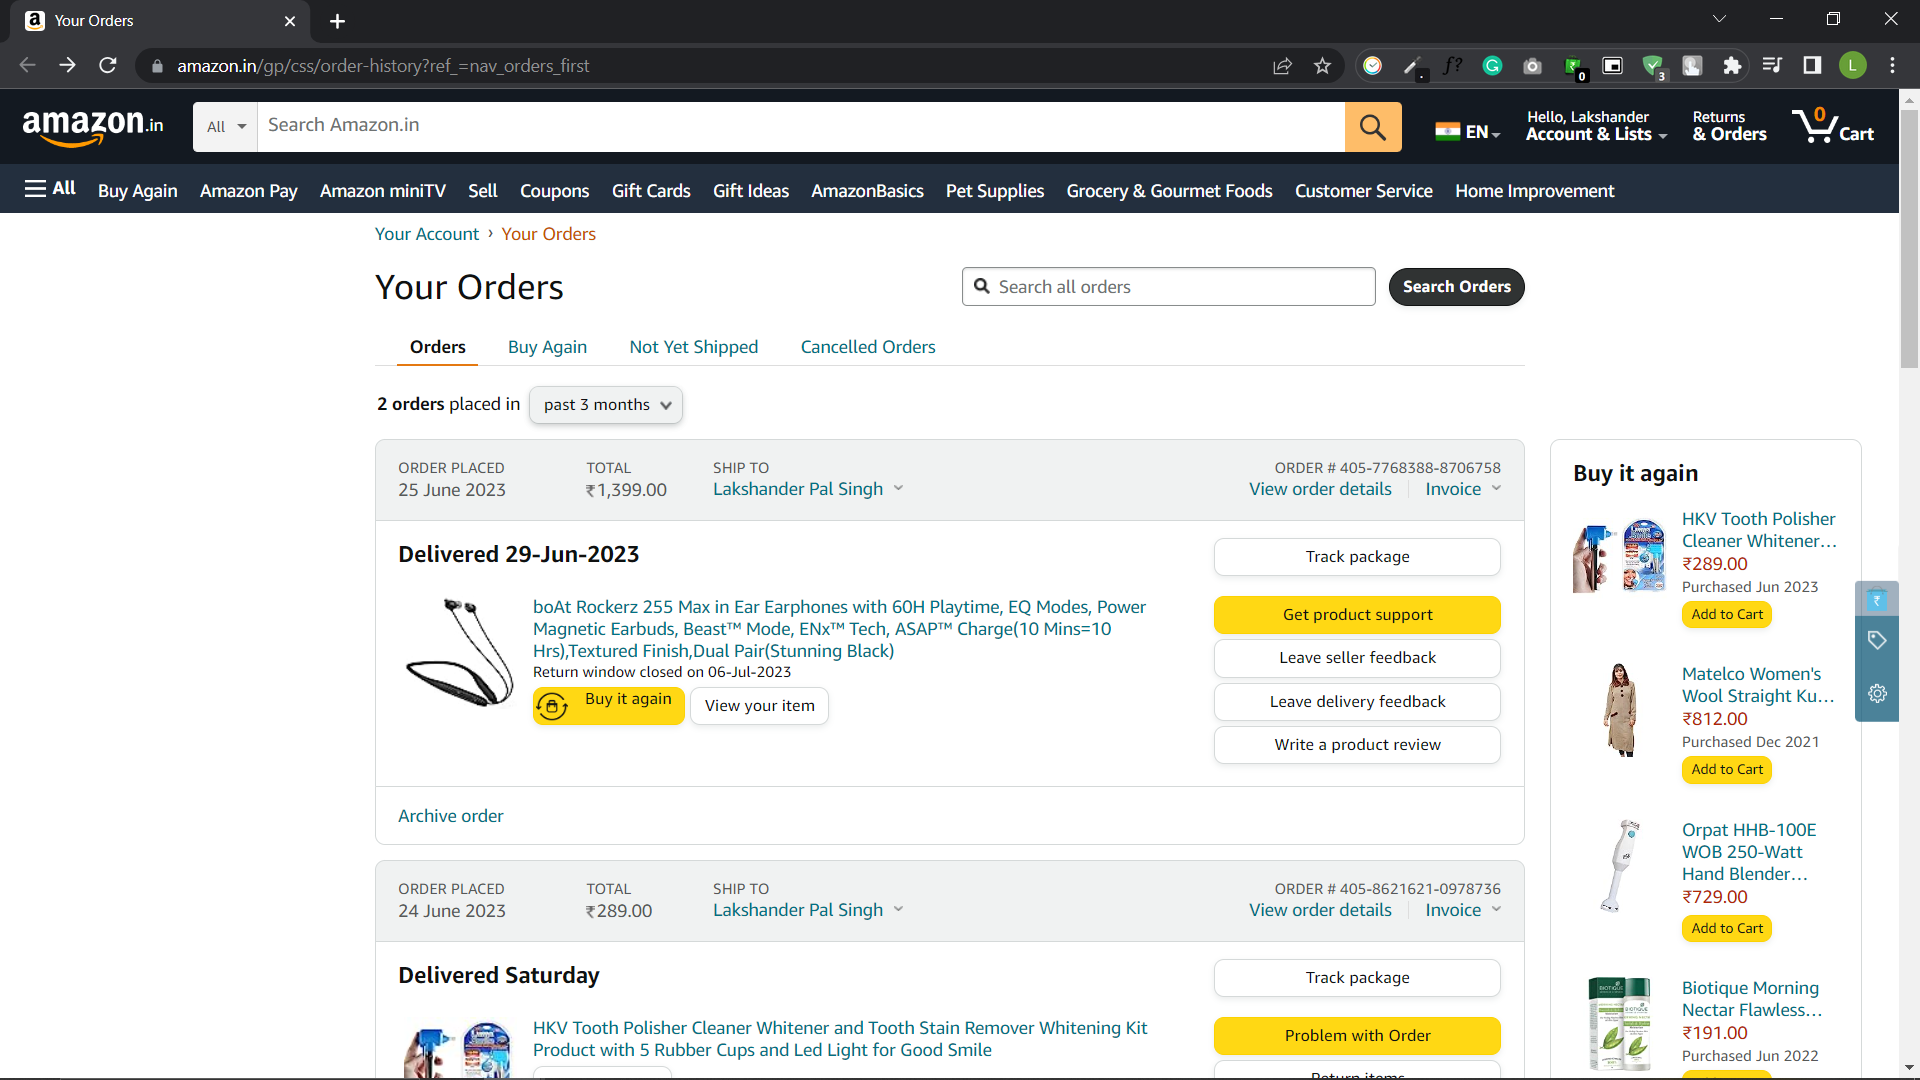 Your Orders
amazon.in/gp/css/order-history?ref_=nav_orders_first
f?
G
0
3
L
amazon.in
All
Search Amazon.in
EN
Hello, Lakshander
Account & Lists
Returns
& Orders
0
Cart
All
Buy Again
Amazon Pay
Amazon miniTV
Sell
Coupons
Gift Cards
Gift Ideas
AmazonBasics
Pet Supplies
Grocery & Gourmet Foods
Customer Service
Home Improvement
Your Account › Your Orders
Your Orders
Search all orders
Search Orders
Orders
Buy Again
Not Yet Shipped
Cancelled Orders
2 orders placed in
past 3 months
ORDER PLACED
25 June 2023
TOTAL
₹1,399.00
SHIP TO
Lakshander Pal Singh
ORDER # 405-7768388-8706758
View order details
Invoice
Delivered 29-Jun-2023
boAt Rockerz 255 Max in Ear Earphones with 60H Playtime, EQ Modes, Power
Magnetic Earbuds, Beast™ Mode, ENx™ Tech, ASAP™ Charge(10 Mins=10
Hrs),Textured Finish,Dual Pair(Stunning Black)
Return window closed on 06-Jul-2023
Buy it again
View your item
Track package
Get product support
Leave seller feedback
Leave delivery feedback
Write a product review
Archive order
ORDER PLACED
24 June 2023
TOTAL
₹289.00
SHIP TO
Lakshander Pal Singh
ORDER # 405-8621621-0978736
View order details
Invoice
Delivered Saturday
HKV Tooth Polisher Cleaner Whitener and Tooth Stain Remover Whitening Kit
Product with 5 Rubber Cups and Led Light for Good Smile
Track package
Problem with Order
Return items
Buy it again
HKV Tooth Polisher
Cleaner Whitener...
₹289.00
Purchased Jun 2023
Add to Cart
Matelco Women's
Wool Straight Ku...
₹812.00
Purchased Dec 2021
Add to Cart
Orpat HHB-100E
WOB 250-Watt
Hand Blender...
₹729.00
Add to Cart
BIOTIQUE
BIOTIQUE
Biotique Morning
Nectar Flawless...
₹191.00
Purchased Jun 2022
₹